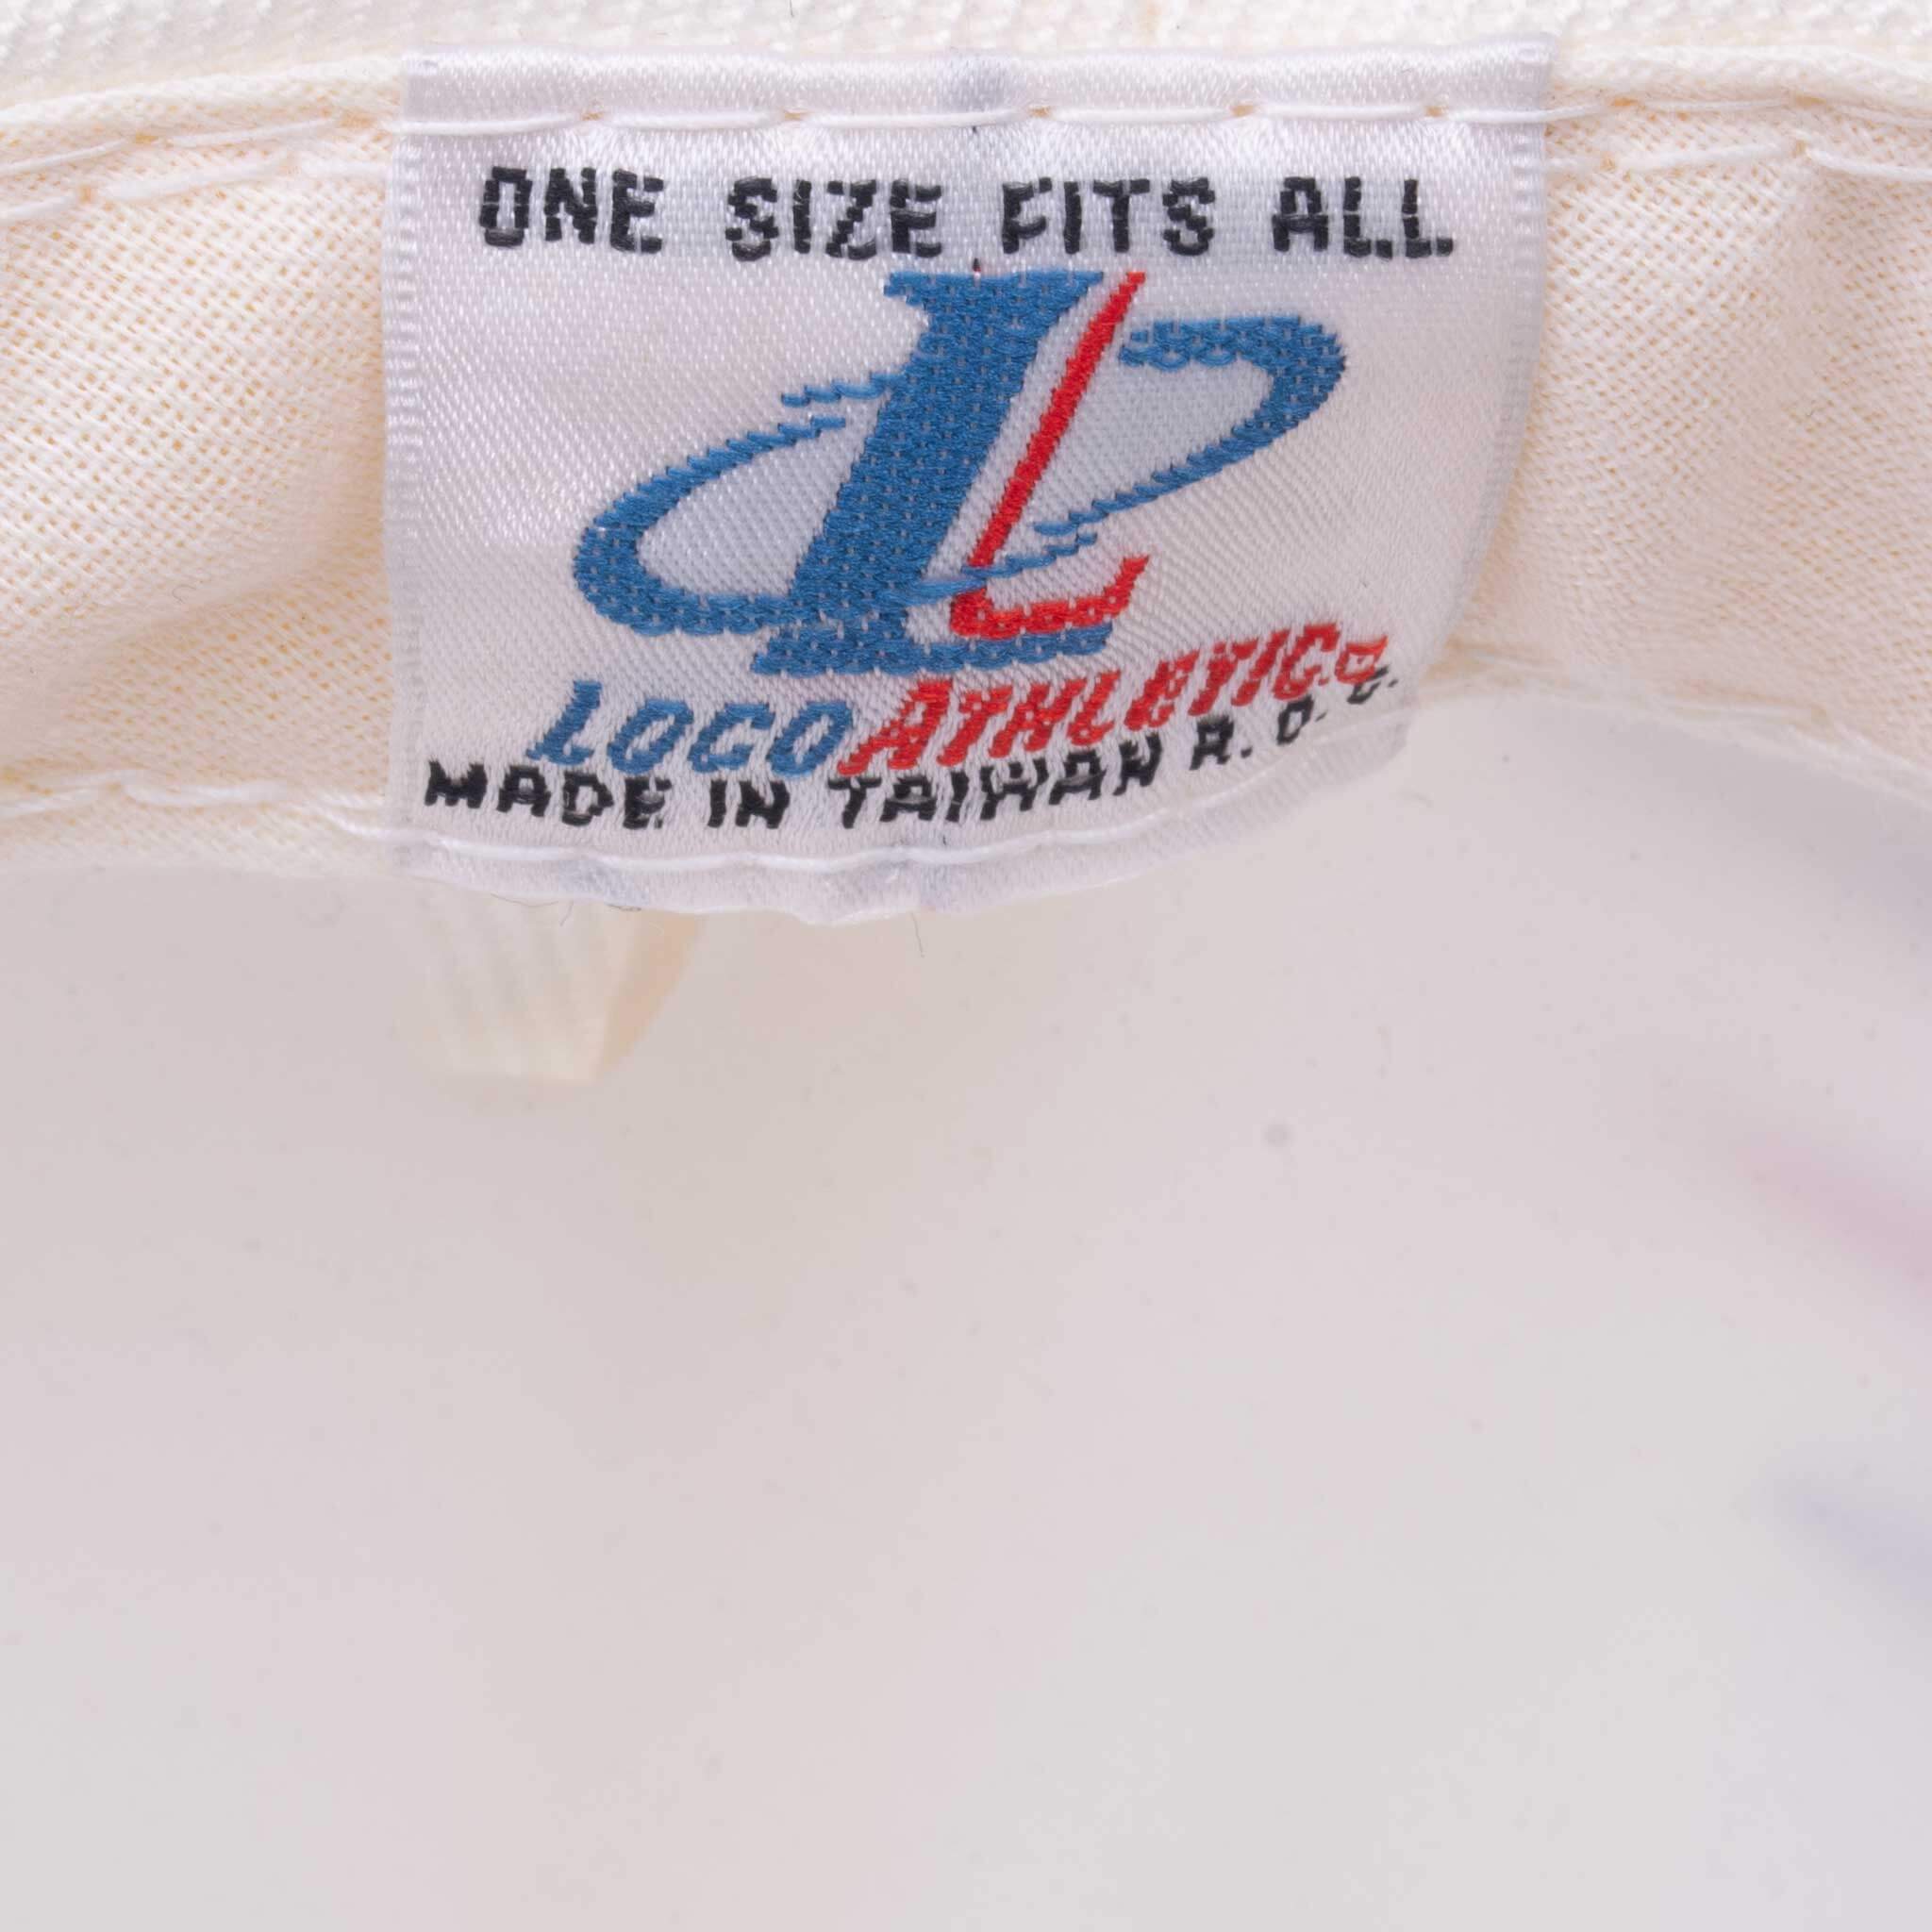 ONE SIZE FITS ALL
L
LOGO ATHLETIC
MADE IN TAIWAN R.O.C.